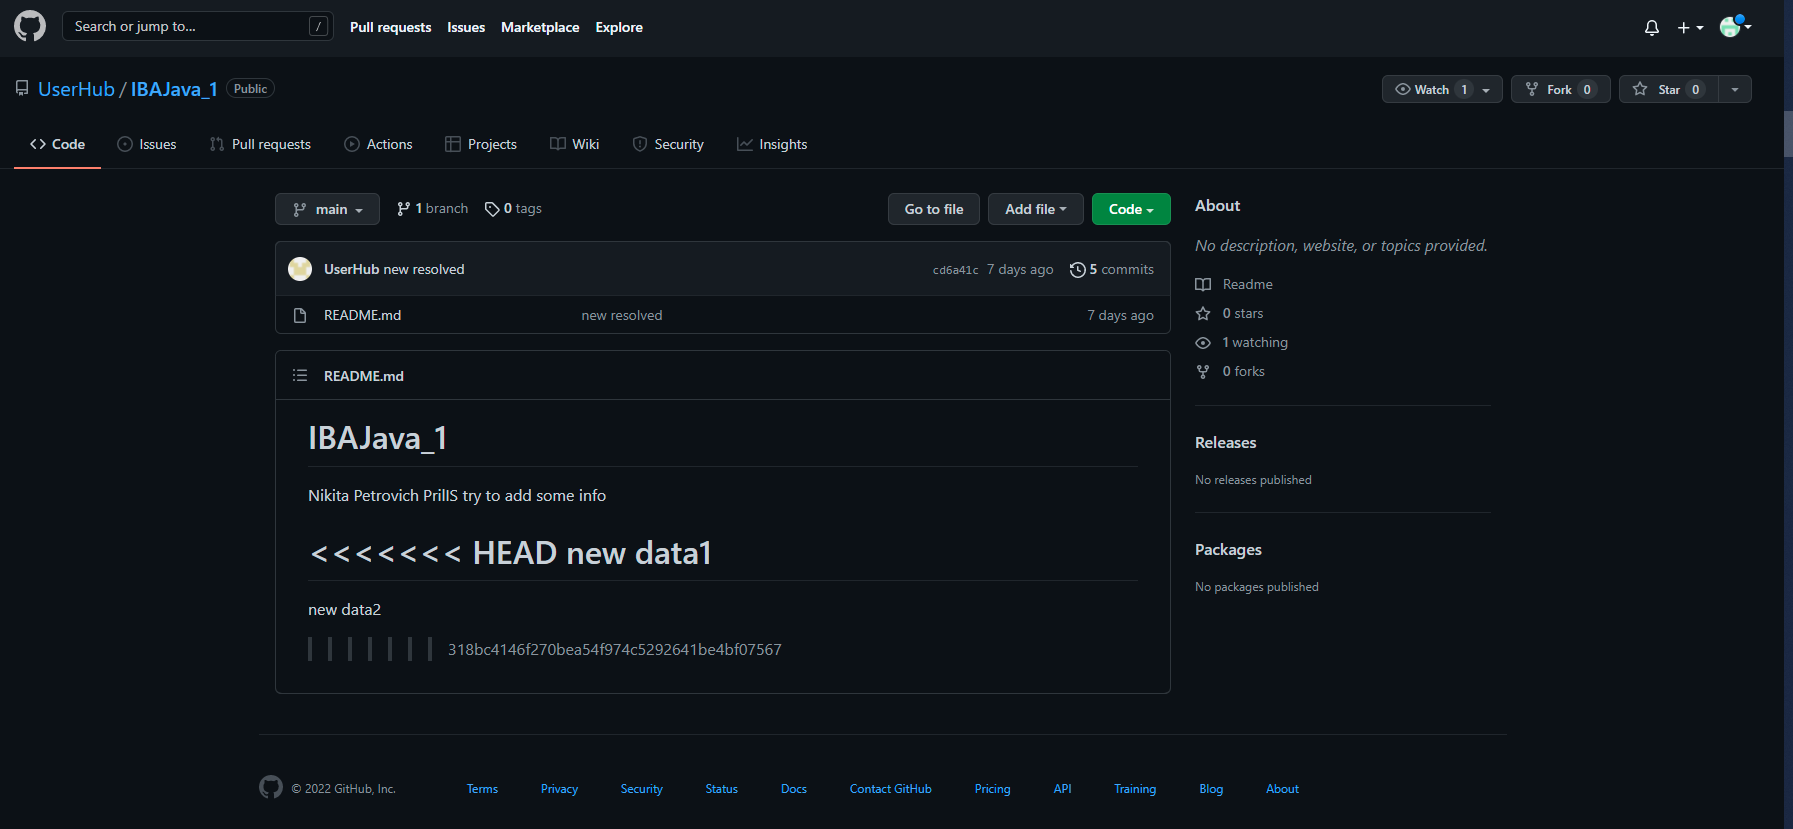 Search or jump to... /
Pull requests Issues Marketplace Explore
UserHub / IBAJava_1 Public
Watch 1 Fork 0 Star 0
Code Issues Pull requests Actions Projects Wiki Security Insights
main 1 branch 0 tags Go to file Add file Code
UserHub new resolved cd6a41c 7 days ago 5 commits
README.md new resolved 7 days ago
README.md
IBAJava_1
Nikita Petrovich PrilIS try to add some info
<<<<<<< HEAD new data1
new data2
318bc4146f270bea54f974c5292641be4bf07567
About
No description, website, or topics provided.
Readme
0 stars
1 watching
0 forks
Releases
No releases published
Packages
No packages published
© 2022 GitHub, Inc. Terms Privacy Security Status Docs Contact GitHub Pricing API Training Blog About